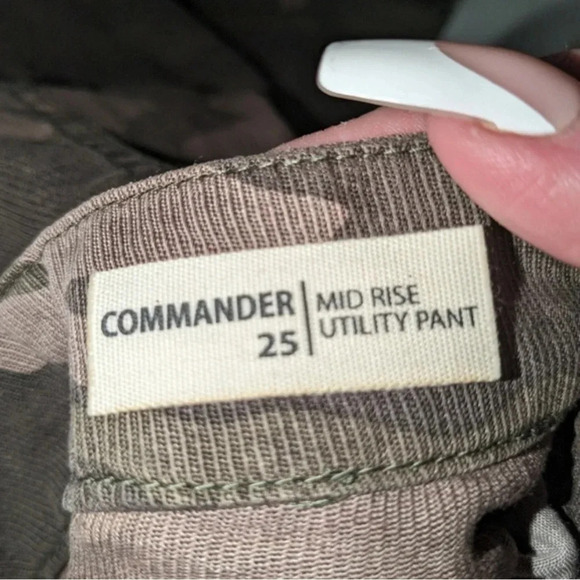 COMMANDER
25
MID RISE
UTILITY PANT